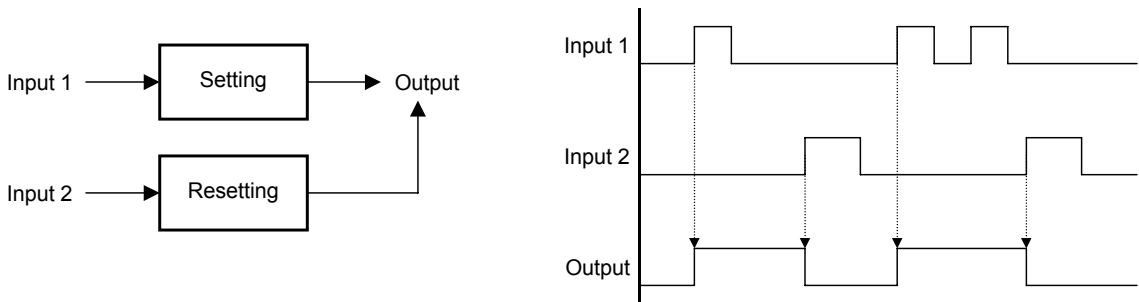 Input 1
Setting
Output
Input 2
Resetting
Input 1
Input 2
Output